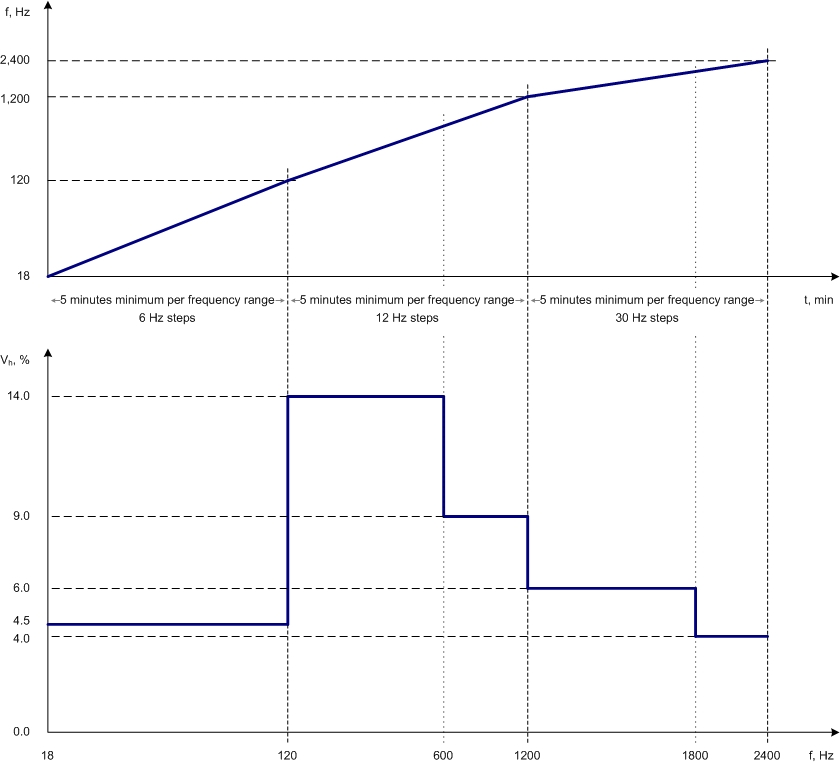 f, Hz
2,400
1,200
120
18
5 minutes minimum per frequency range 5 minutes minimum per frequency range 5 minutes minimum per frequency range t, min
6 Hz steps 12 Hz steps 30 Hz steps
Vh, %
14.0
9.0
6.0
4.5
4.0
0.0
18 120 600 1200 1800 2400 f, Hz